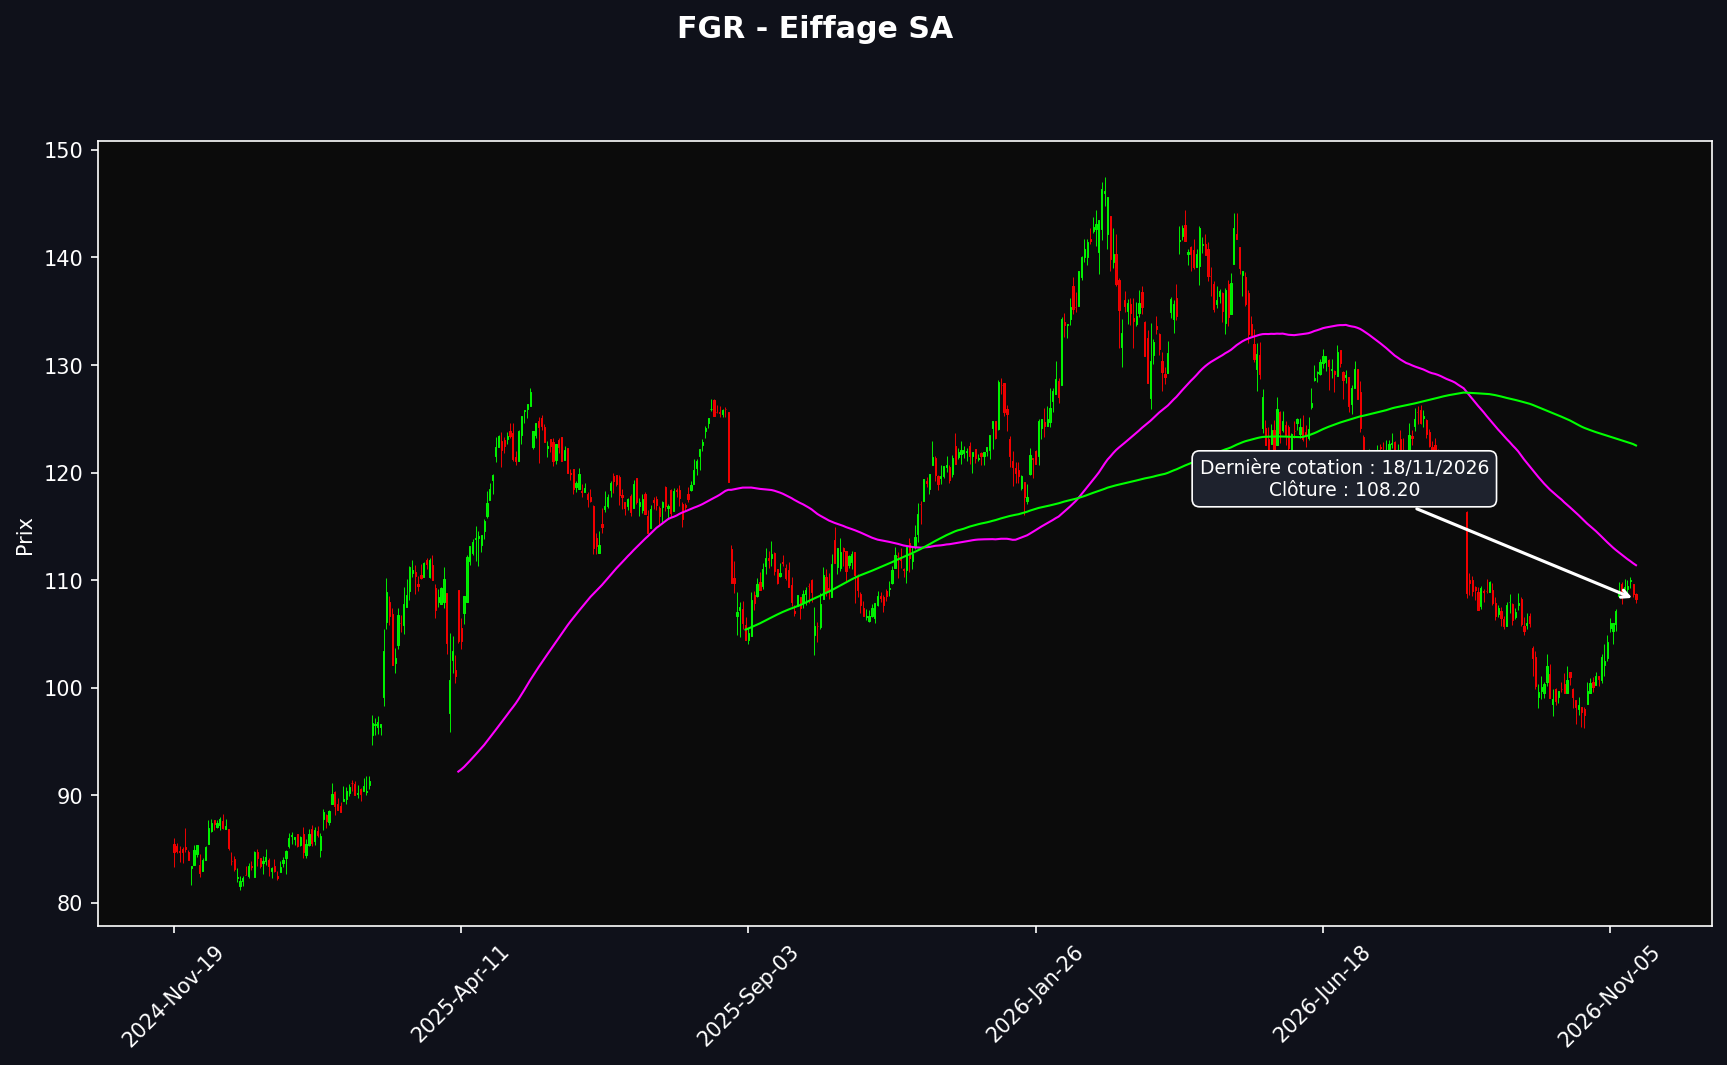 FGR - Eiffage SA
150
140
130
120
110
100
90
80
Prix
Dernière cotation : 18/11/2026
Clôture : 108.20
2024-Nov-19
2025-Apr-11
2025-Sep-03
2026-Jan-26
2026-Jun-18
2026-Nov-05